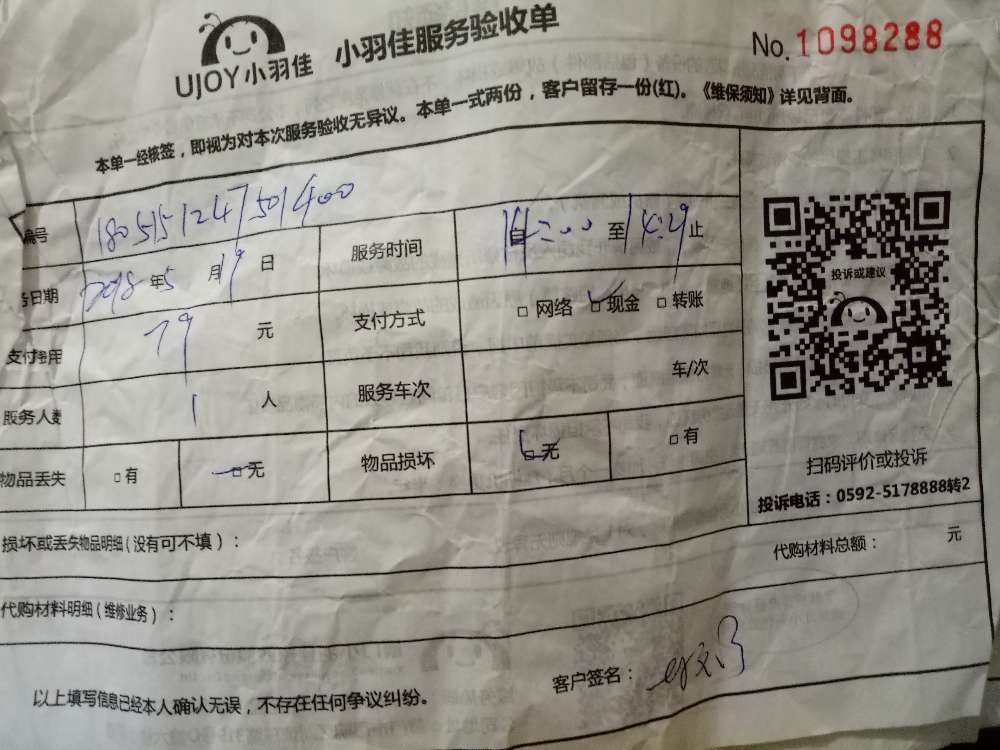 UJOY小羽佳 小羽佳服务验收单 No.1098288
本单一经核签，即视为对本次服务验收无异议。本单一式两份，客户留存一份(红)。《维保须知》详见背面。
编号 1805151247501400
日期 2018年5月19日 服务时间 自 至14:29止
支付费用 79元 支付方式 □ 网络 □ 现金 □ 转账
服务人数 1 人 服务车次 车/次
物品丢失 □有 □无 物品损坏 □无 □有
投诉或建议
扫码评价或投诉
投诉电话：0592-5178888转2
损坏或丢失物品明细(没有可不填)：
代购材料总额： 元
代购材料明细(维修业务)：
以上填写信息已经本人确认无误，不存在任何争议纠纷。
客户签名：